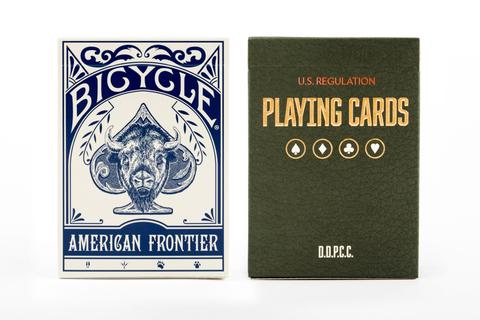 BICYCLE®
AMERICAN FRONTIER
U.S. REGULATION
PLAYING CARDS
D.D.P.C.C.